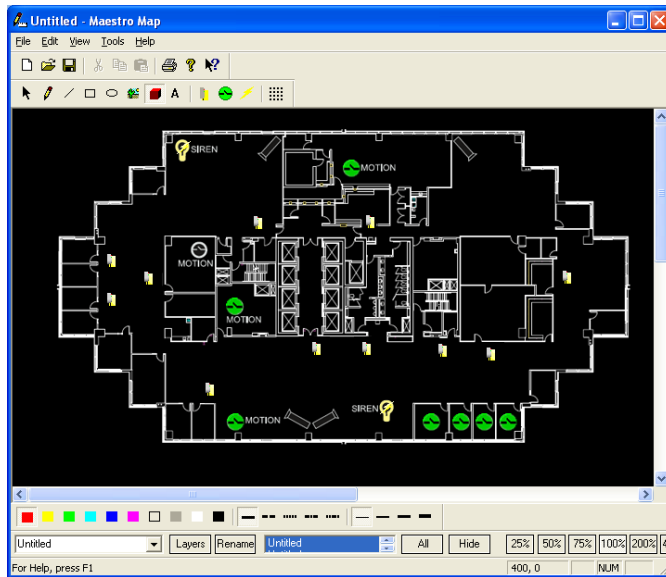 Untitled - Maestro Map
File Edit View Tools Help
A
SIREN
MOTION
MOTION
MOTION
SIREN
MOTION
Untitled
Layers
Rename
Untitled
All
Hide
25%
50%
75%
100%
200%
4
For Help, press F1
400, 0
NUM